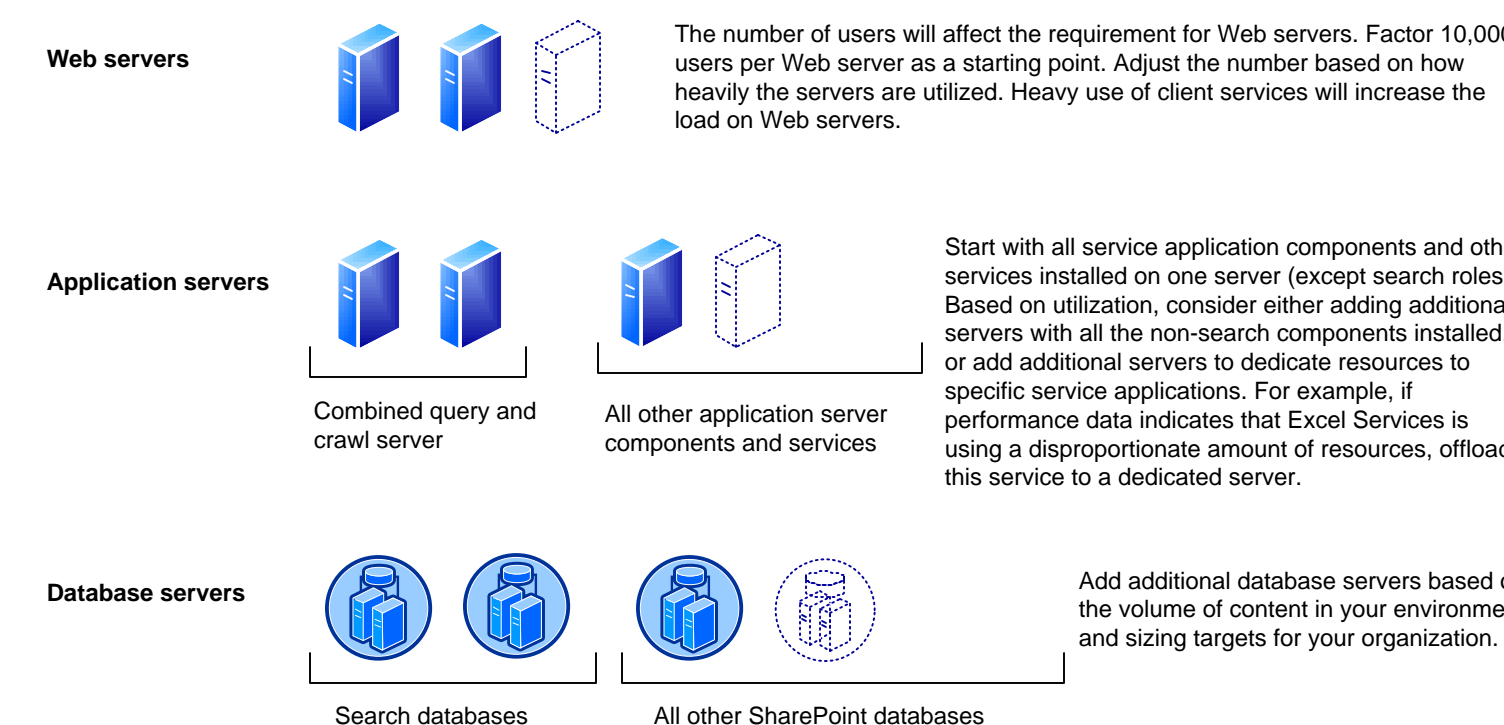 Web servers
The number of users will affect the requirement for Web servers. Factor 10,000
users per Web server as a starting point. Adjust the number based on how
heavily the servers are utilized. Heavy use of client services will increase the
load on Web servers.
Application servers
Combined query and
crawl server
All other application server
components and services
Start with all service application components and oth
services installed on one server (except search roles
Based on utilization, consider either adding additiona
servers with all the non-search components installed,
or add additional servers to dedicate resources to
specific service applications. For example, if
performance data indicates that Excel Services is
using a disproportionate amount of resources, offload
this service to a dedicated server.
Database servers
Search databases
All other SharePoint databases
Add additional database servers based o
the volume of content in your environme
and sizing targets for your organization.